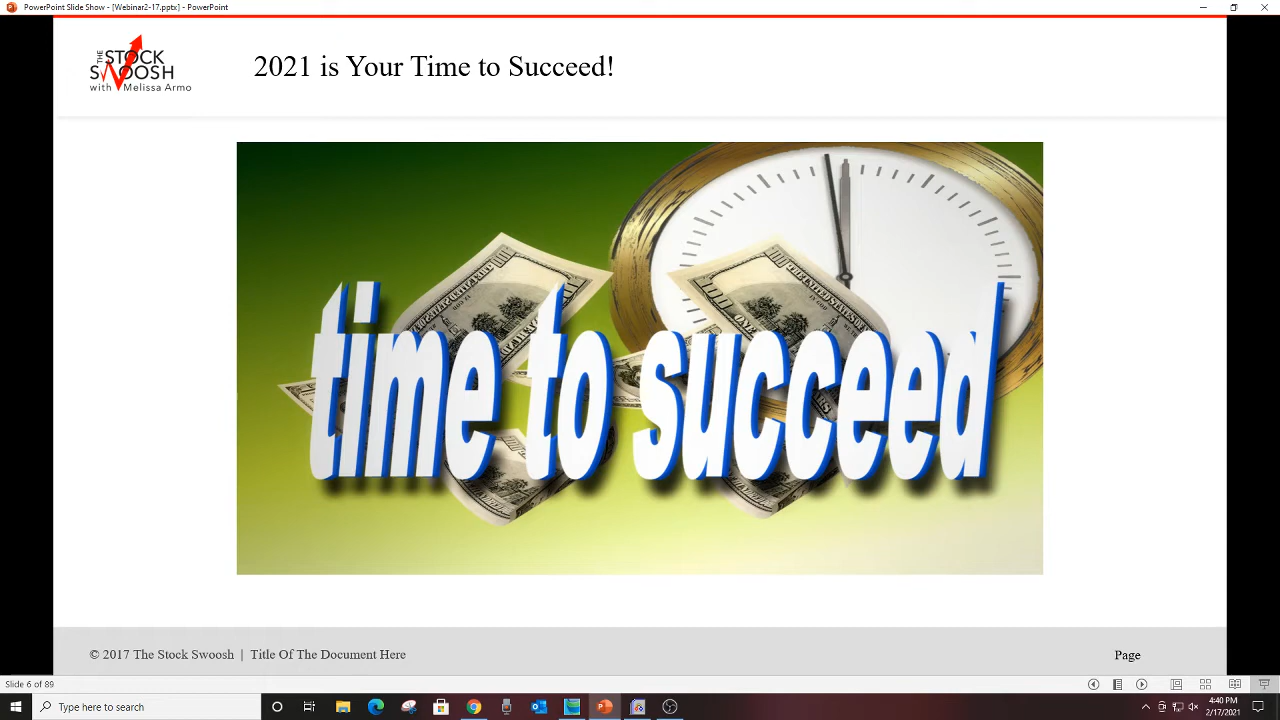 PowerPoint Slide Show - [Webinar2-17.pptx] - PowerPoint
THE STOCK SWOOSH
with Melissa Armo
2021 is Your Time to Succeed!
time to succeed
© 2017 The Stock Swoosh | Title Of The Document Here
Page
Slide 6 of 89
Type here to search
4:40 PM
2/17/2021